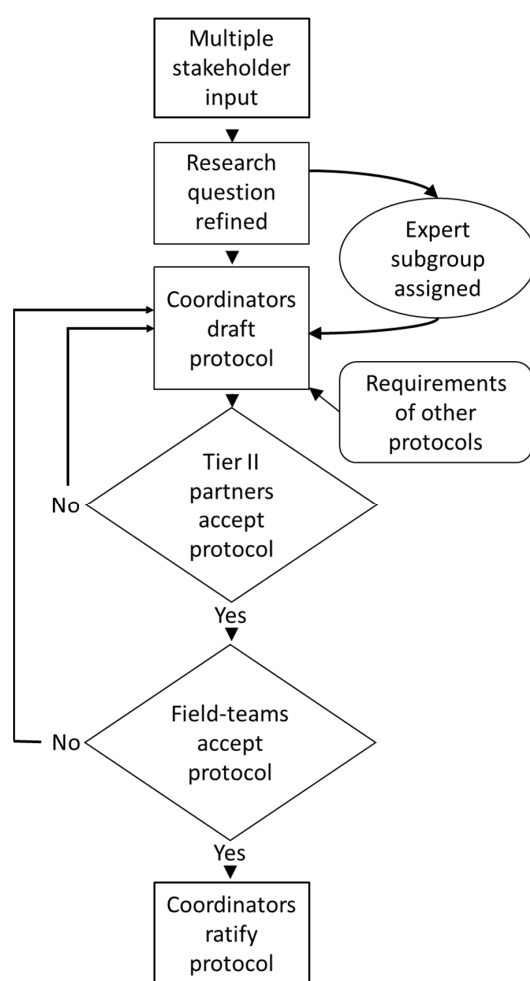 Multiple
stakeholder
input
Research
question
refined
Expert
subgroup
assigned
Coordinators
draft
protocol
Requirements
of other
protocols
Tier II
partners
accept
protocol
No
Yes
Field-teams
accept
protocol
No
Yes
Coordinators
ratify
protocol